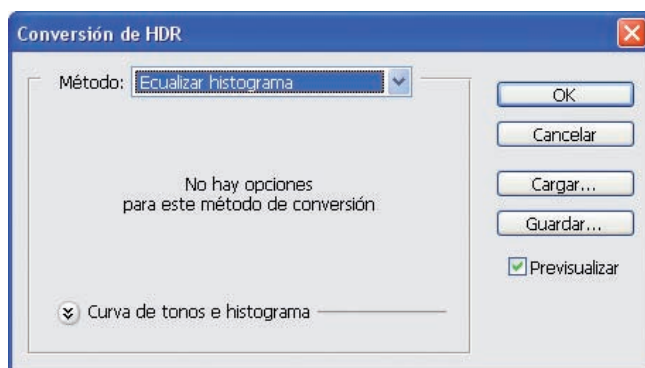 Conversión de HDR
Método: Ecualizar histograma
OK
Cancelar
No hay opciones
para este método de conversión
Cargar...
Guardar...
Previsualizar
Curva de tonos e histograma